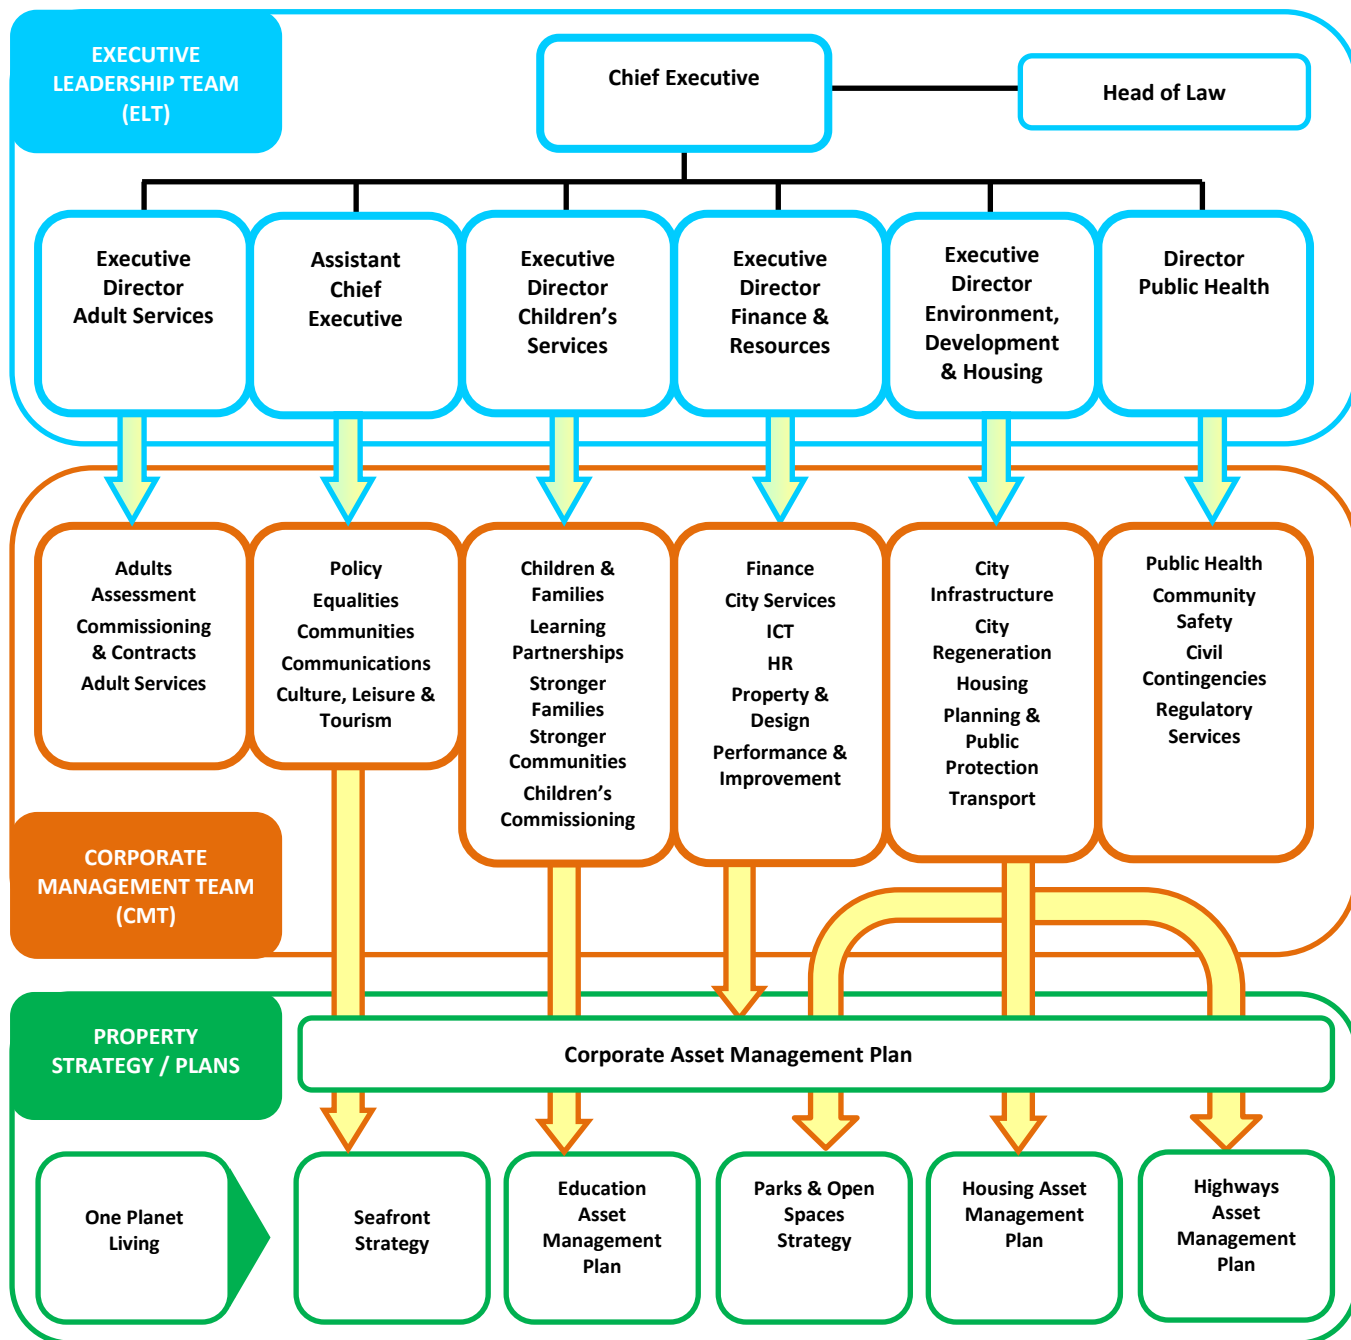 EXECUTIVE
LEADERSHIP TEAM
(ELT)
Chief Executive
Head of Law
Executive
Director
Adult Services
Assistant
Chief
Executive
Executive
Director
Children’s
Services
Executive
Director
Finance &
Resources
Executive
Director
Environment,
Development
& Housing
Director
Public Health
Adults
Assessment
Commissioning
& Contracts
Adult Services
Policy
Equalities
Communities
Communications
Culture, Leisure &
Tourism
Children &
Families
Learning
Partnerships
Stronger
Families
Stronger
Communities
Children’s
Commissioning
Finance
City Services
ICT
HR
Property &
Design
Performance &
Improvement
City
Infrastructure
City
Regeneration
Housing
Planning &
Public
Protection
Transport
Public Health
Community
Safety
Civil
Contingencies
Regulatory
Services
CORPORATE
MANAGEMENT TEAM
(CMT)
PROPERTY
STRATEGY / PLANS
Corporate Asset Management Plan
One Planet
Living
Seafront
Strategy
Education
Asset
Management
Plan
Parks & Open
Spaces
Strategy
Housing Asset
Management
Plan
Highways
Asset
Management
Plan